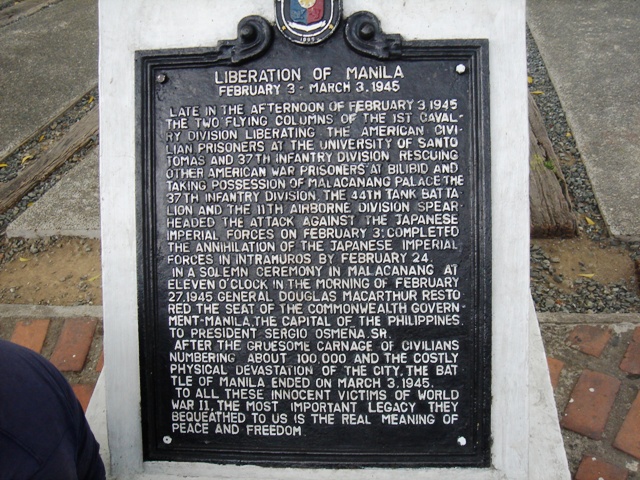 LIBERATION OF MANILA
FEBRUARY 3 - MARCH 3, 1945
LATE IN THE AFTERNOON OF FEBRUARY 3 1945
THE TWO FLYING COLUMNS OF THE 1ST CAVAL-
RY DIVISION LIBERATING THE AMERICAN CIVI-
LIAN PRISONERS AT THE UNIVERSITY OF SANTO
TOMAS AND 37TH INFANTRY DIVISION RESCUING
OTHER AMERICAN WAR PRISONERS AT BILIBID AND
TAKING POSSESSION OF MALACANANG PALACE.THE
37TH INFANTRY DIVISION, THE 44TH TANK BATTA-
LION AND THE 11TH AIRBORNE DIVISION SPEAR-
HEADED THE ATTACK AGAINST THE JAPANESE
IMPERIAL FORCES ON FEBRUARY 3; COMPLETED
THE ANNIHILATION OF THE JAPANESE IMPERIAL
FORCES IN INTRAMUROS BY FEBRUARY 24.
IN A SOLEMN CEREMONY IN MALACANANG AT
ELEVEN O'CLOCK IN THE MORNING OF FEBRUARY
27,1945 GENERAL DOUGLAS MACARTHUR RESTO
RED THE SEAT OF THE COMMONWEALTH GOVERN-
MENT-MANILA,THE CAPITAL OF THE PHILIPPINES
TO PRESIDENT SERGIO OSMENA, SR.
AFTER THE GRUESOME CARNAGE OF CIVILIANS
NUMBERING ABOUT 100,000 AND THE COSTLY
PHYSICAL DEVASTATION OF THE CITY, THE BAT
TLE OF MANILA ENDED ON MARCH 3,1945.
TO ALL THESE INNOCENT VICTIMS OF WORLD
WAR 11, THE MOST IMPORTANT LEGACY THEY
BEQUEATHED TO US IS THE REAL MEANING OF
PEACE AND FREEDOM.